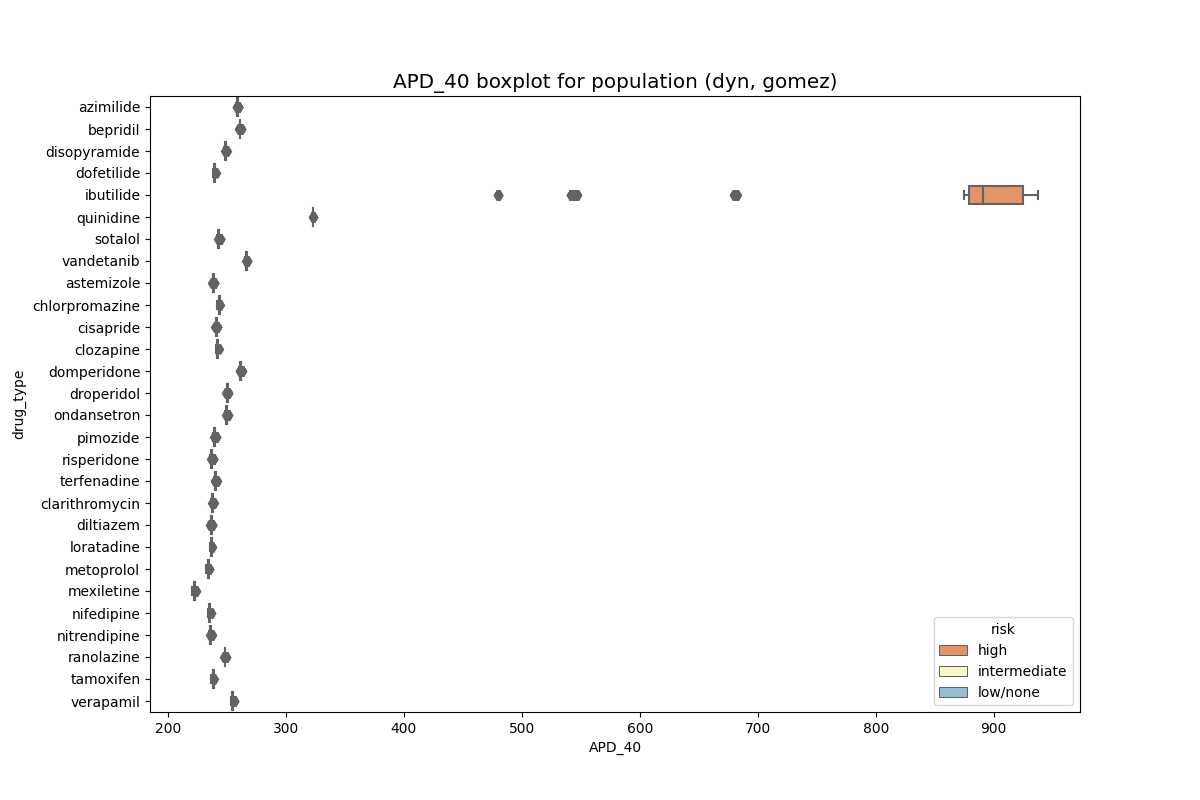 APD_40 boxplot for population (dyn, gomez)
azimilide
bepridil
disopyramide
dofetilide
ibutilide
quinidine
sotalol
vandetanib
astemizole
chlorpromazine
cisapride
clozapine
domperidone
droperidol
ondansetron
pimozide
risperidone
terfenadine
clarithromycin
diltiazem
loratadine
metoprolol
mexiletine
nifedipine
nitrendipine
ranolazine
tamoxifen
verapamil
drug_type
risk
high
intermediate
low/none
200 300 400 500 600 700 800 900
APD_40